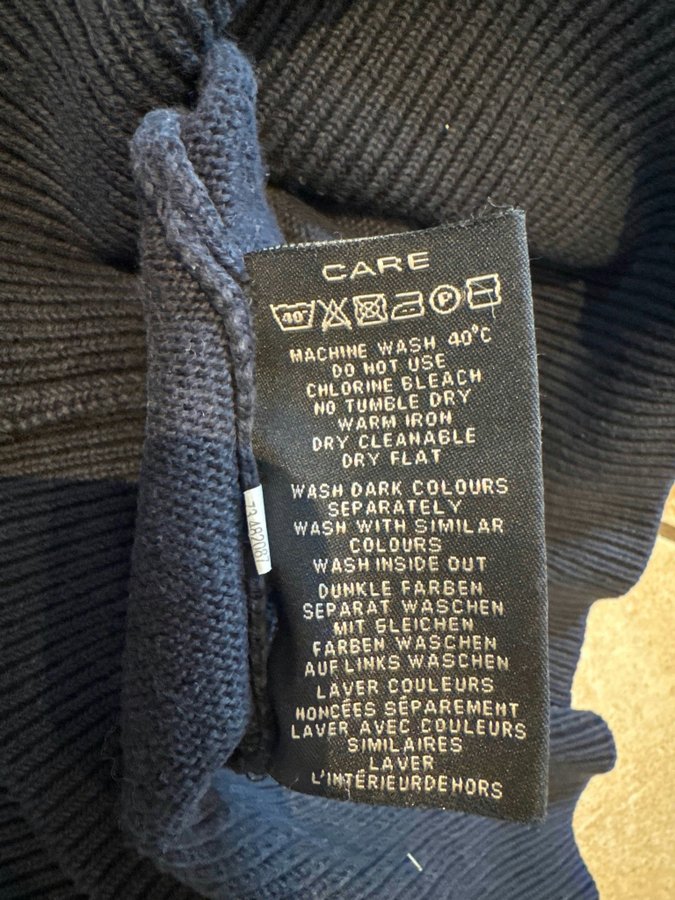 CARE
40° P
MACHINE WASH 40°C
DO NOT USE
CHLORINE BLEACH
NO TUMBLE DRY
WARM IRON
DRY CLEANABLE
DRY FLAT
WASH DARK COLOURS
SEPARATELY
WASH WITH SIMILAR
COLOURS
WASH INSIDE OUT
DUNKLE FARBEN
SEPARAT WASCHEN
MIT GLEICHEN
FARBEN WASCHEN
AUF LINKS WASCHEN
LAVER COULEURS
HONCÉES SÉPAREMENT
LAVER AVEC COULEURS
SIMILAIRES
LAVER
L'INTÉRIEURDEHORS